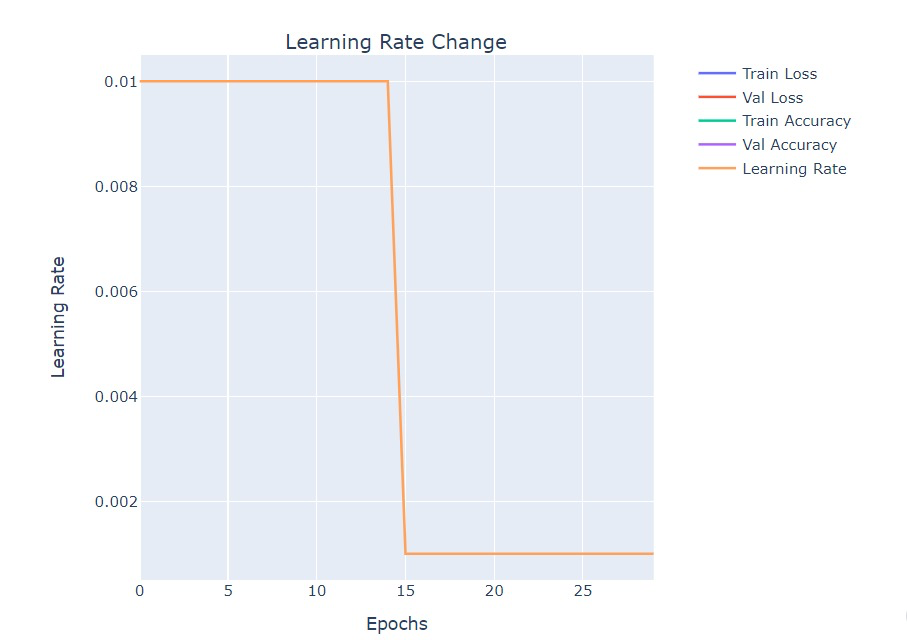 Learning Rate Change
Train Loss
Val Loss
Train Accuracy
Val Accuracy
Learning Rate
0.01
0.008
0.006
0.004
0.002
Learning Rate
0 5 10 15 20 25
Epochs